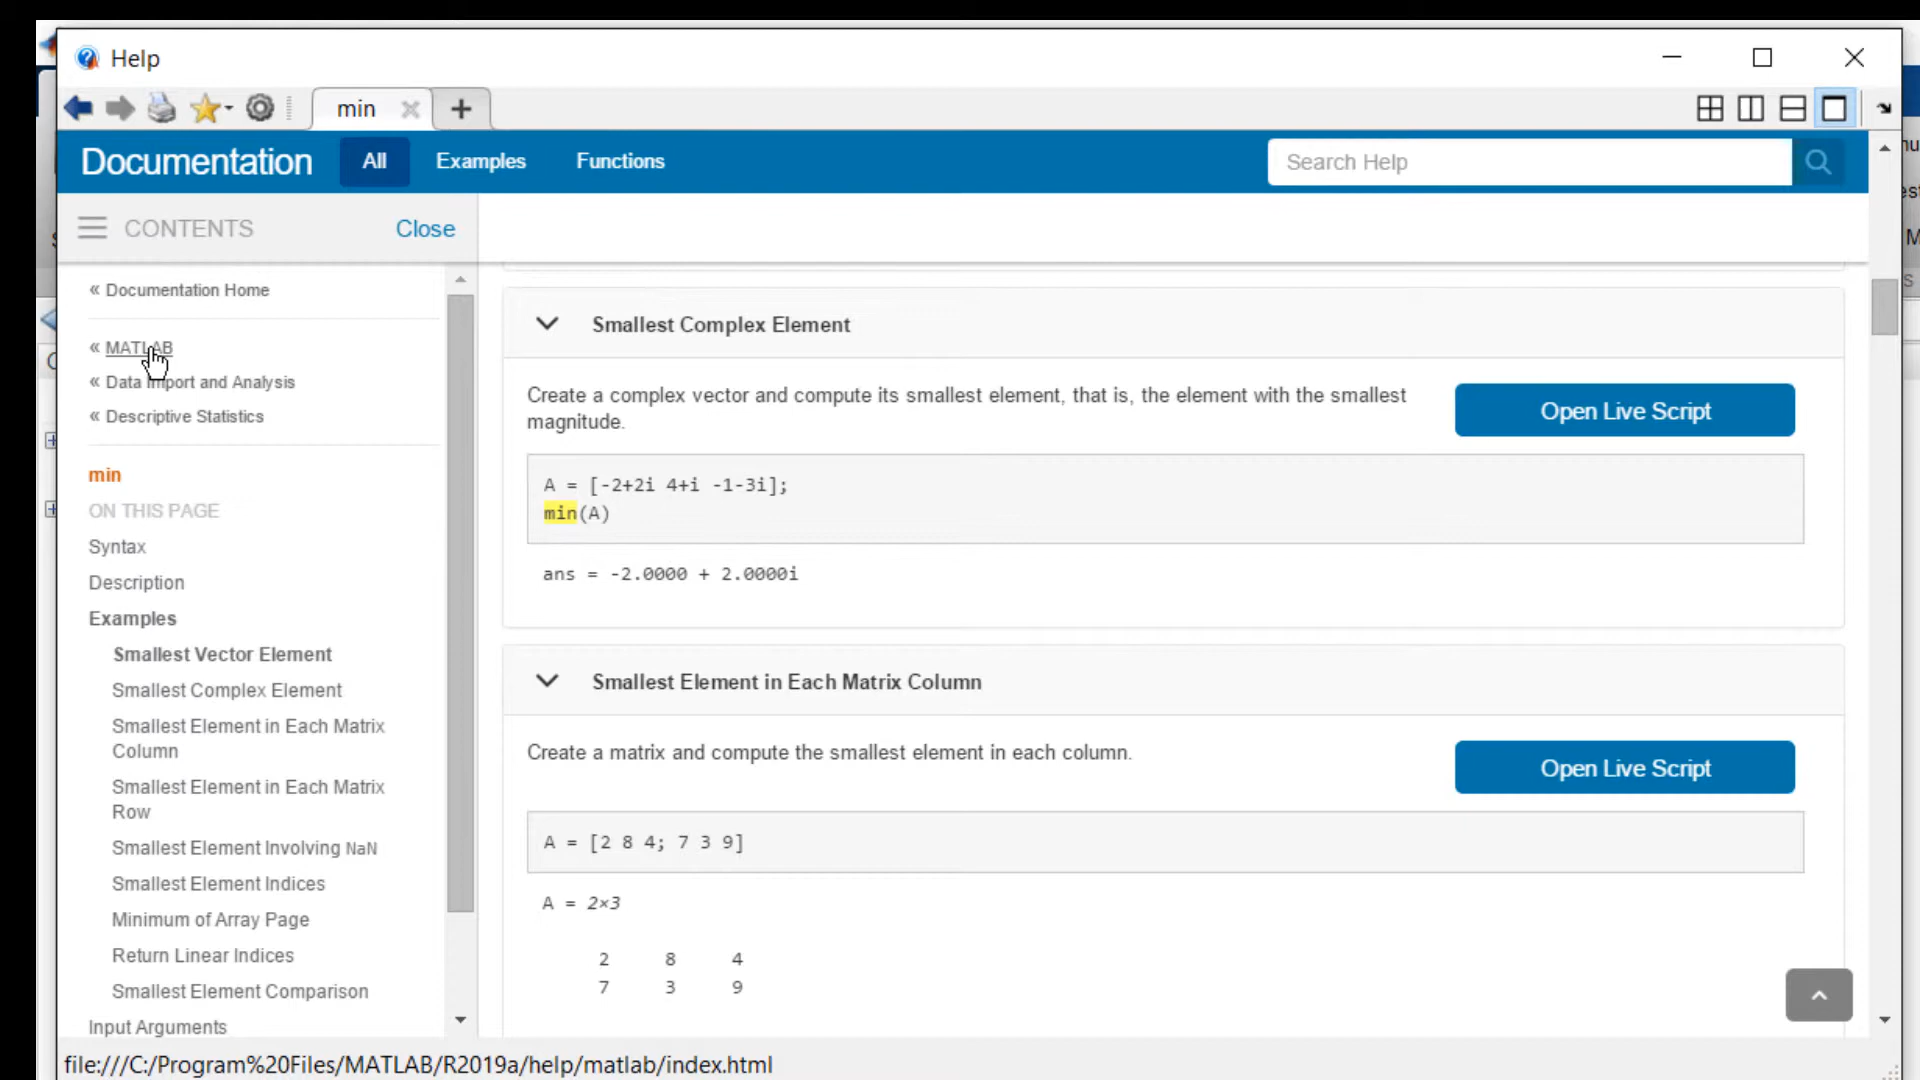 Help
min
Documentation
All
Examples
Functions
Search Help
CONTENTS
Close
« Documentation Home
« MATLAB
« Data Import and Analysis
« Descriptive Statistics
min
ON THIS PAGE
Syntax
Description
Examples
Smallest Vector Element
Smallest Complex Element
Smallest Element in Each Matrix
Column
Smallest Element in Each Matrix
Row
Smallest Element Involving NaN
Smallest Element Indices
Minimum of Array Page
Return Linear Indices
Smallest Element Comparison
Input Arguments
Smallest Complex Element
Create a complex vector and compute its smallest element, that is, the element with the smallest
magnitude.
Open Live Script
A = [-2+2i 4+i -1-3i];
min(A)
ans = -2.0000 + 2.0000i
Smallest Element in Each Matrix Column
Create a matrix and compute the smallest element in each column.
Open Live Script
A = [2 8 4; 7 3 9]
A = 2×3
2 8 4
7 3 9
file:///C:/Program%20Files/MATLAB/R2019a/help/matlab/index.html